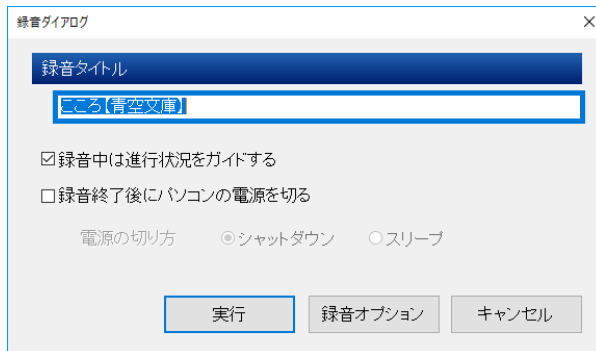 録音ダイアログ
録音タイトル
こころ【青空文庫】
録音中は進行状況をガイドする
録音終了後にパソコンの電源を切る
電源の切り方 シャットダウン スリープ
実行 録音オプション キャンセル